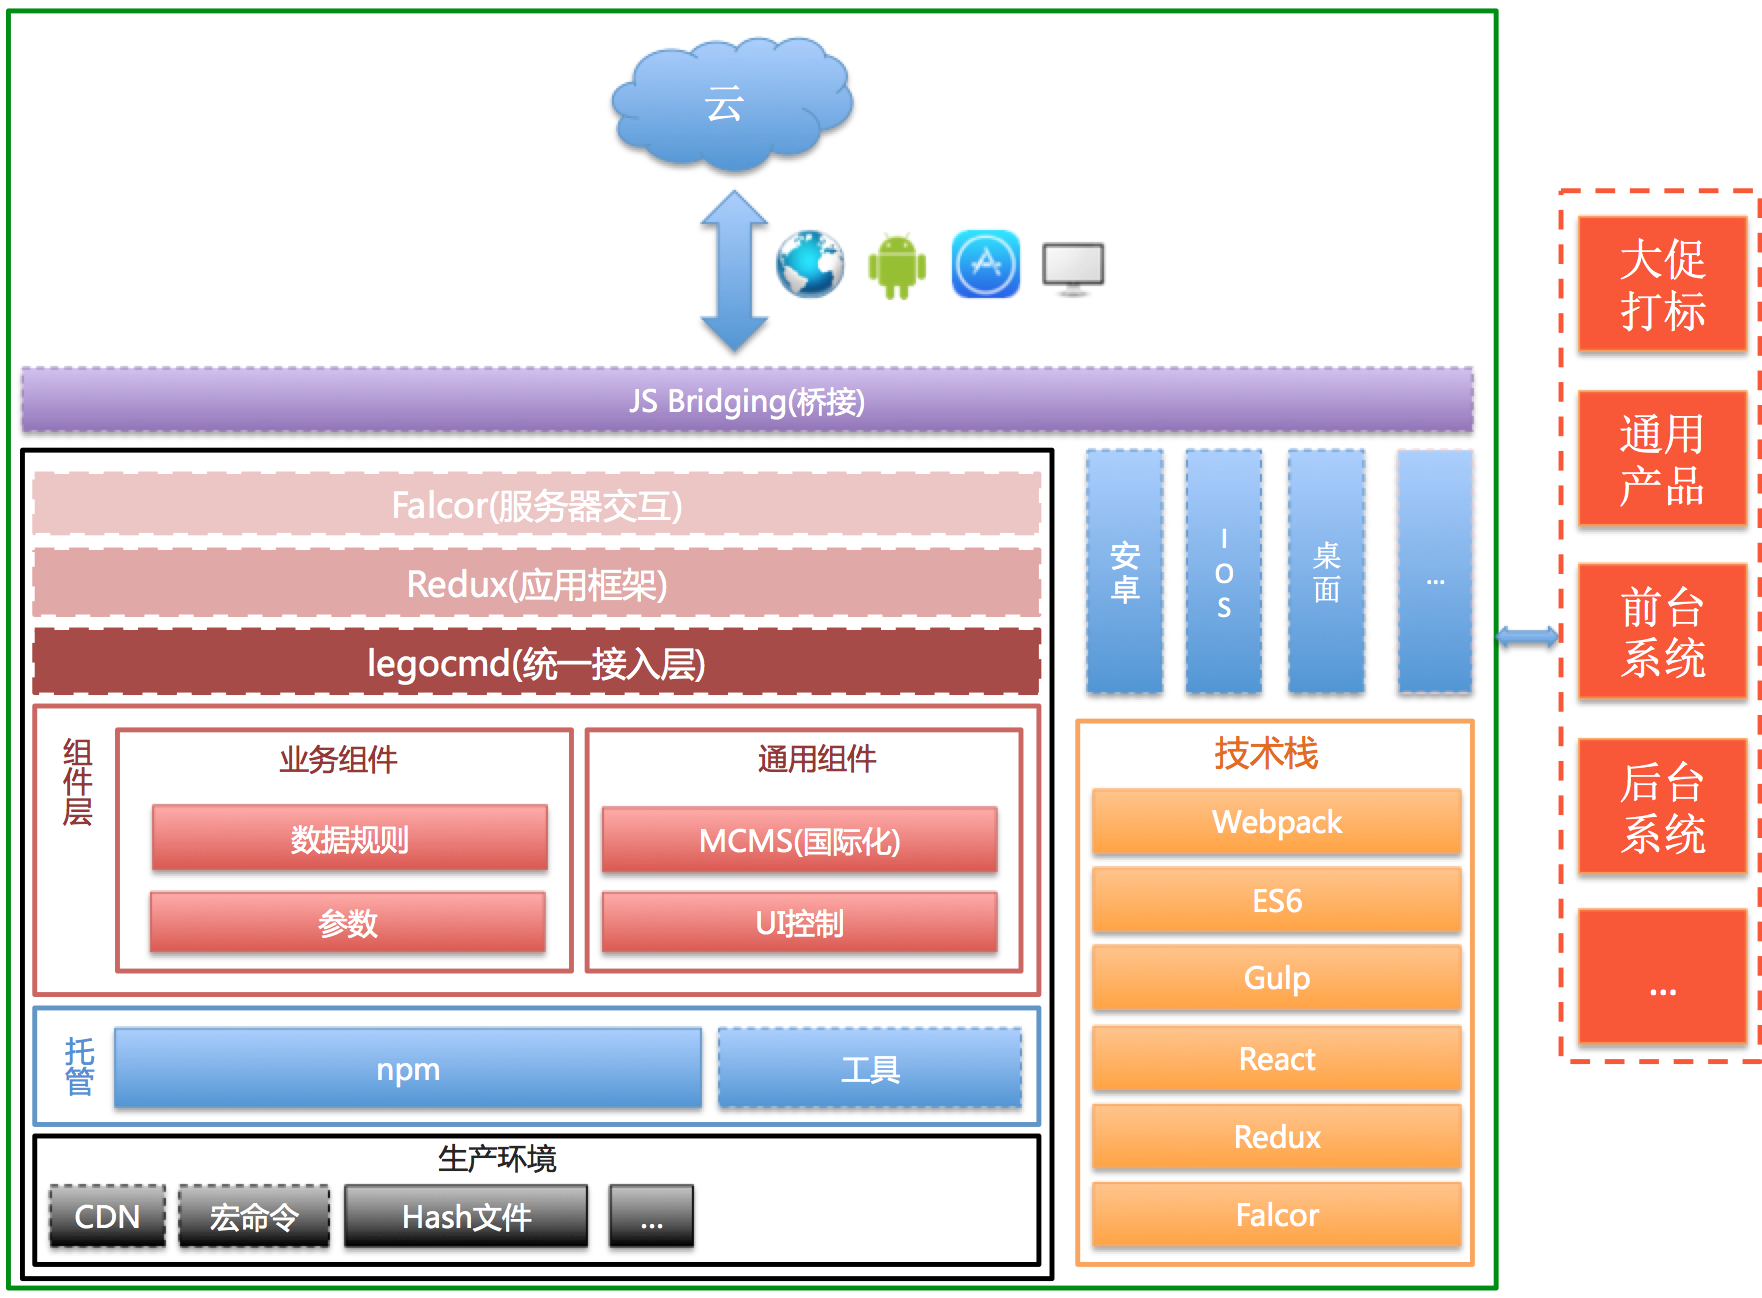 云
JS Bridging(桥接)
Falcor(服务器交互)
Redux(应用框架)
legocmd(统一接入层)
组
件
层
业务组件
数据规则
参数
通用组件
MCMS(国际化)
UI控制
托
管
npm
工具
生产环境
CDN
宏命令
Hash文件
...
安
卓
I
O
S
桌
面
...
技术栈
Webpack
ES6
Gulp
React
Redux
Falcor
大促
打标
通用
产品
前台
系统
后台
系统
...